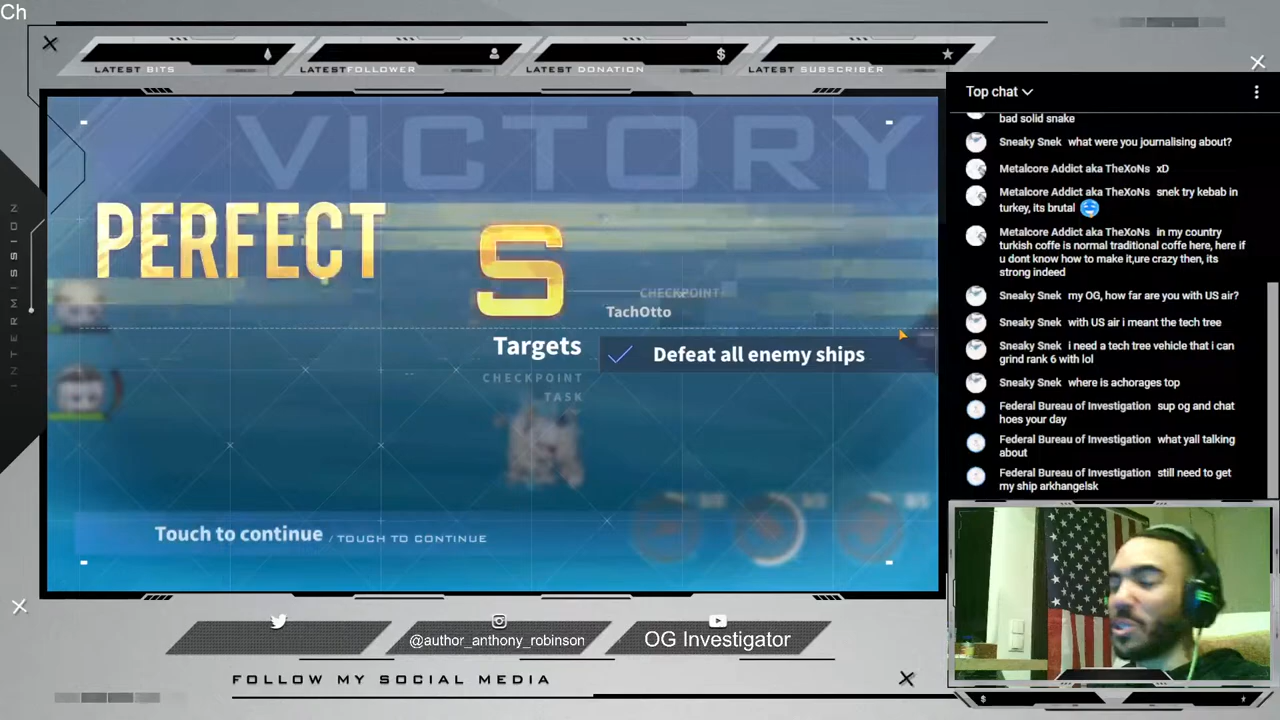 Ch
LATEST BITS
LATEST FOLLOWER
LATEST DONATION
LATEST SUBSCRIBER
INTERMISSION
VICTORY
PERFECT
S
CHECKPOINT
TachOtto
Targets
Defeat all enemy ships
CHECKPOINT
TASK
Touch to continue / TOUCH TO CONTINUE
Top chat
bad solid snake
Sneaky Snek what were you journalising about?
Metalcore Addict aka TheXoNs xD
Metalcore Addict aka TheXoNs snek try kebab in
turkey, its brutal
Metalcore Addict aka TheXoNs in my country
turkish coffe is normal traditional coffe here, here if
u dont know how to make it,ure crazy then, its
strong indeed
Sneaky Snek my OG, how far are you with US air?
Sneaky Snek with US air i meant the tech tree
Sneaky Snek i need a tech tree vehicle that i can
grind rank 6 with lol
Sneaky Snek where is achorages top
Federal Bureau of Investigation sup og and chat
hoes your day
Federal Bureau of Investigation what yall talking
about
Federal Bureau of Investigation still need to get
my ship arkhangelsk
@author_anthony_robinson
OG Investigator
FOLLOW MY SOCIAL MEDIA